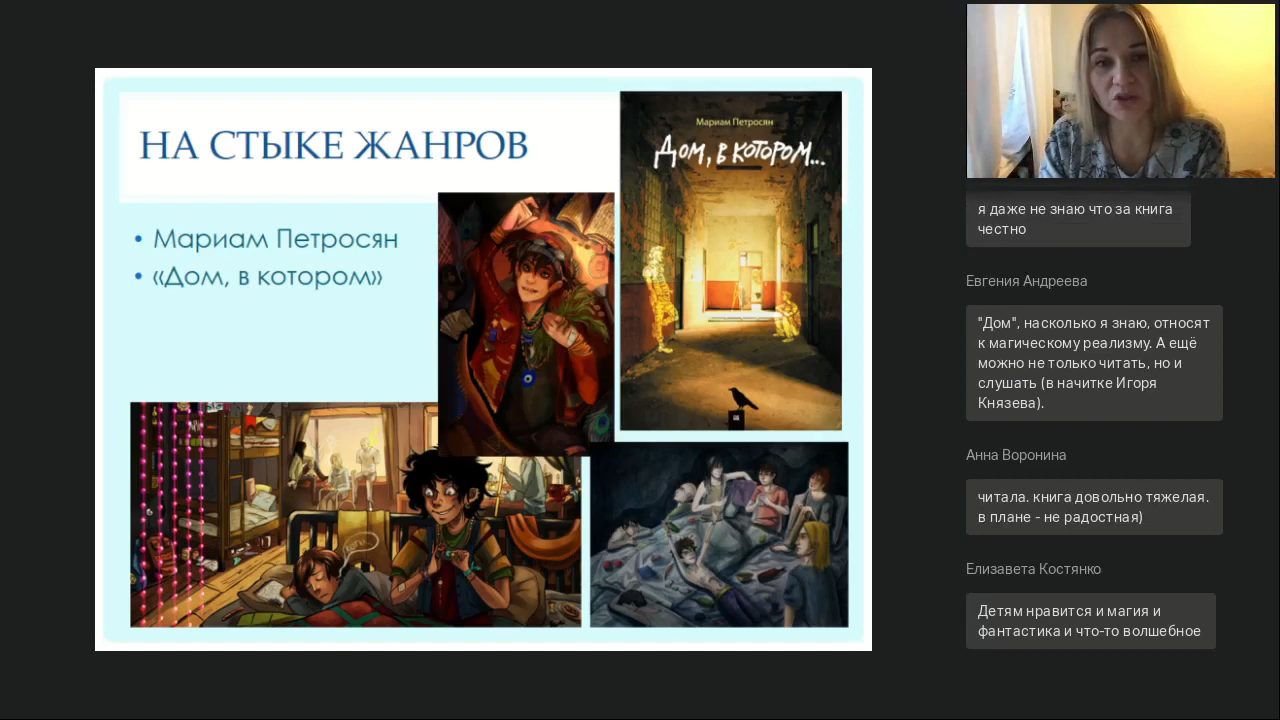 НА СТЫКЕ ЖАНРОВ
• Мариам Петросян
• «Дом, в котором»
Мариам Петросян
Дом, в котором...
я даже не знаю что за книга
честно
Евгения Андреева
"Дом", насколько я знаю, относят
к магическому реализму. А ещё
можно не только читать, но и
слушать (в начитке Игоря
Князева).
Анна Воронина
читала. книга довольно тяжелая.
в плане - не радостная)
Елизавета Костянко
Детям нравится и магия и
фантастика и что-то волшебное